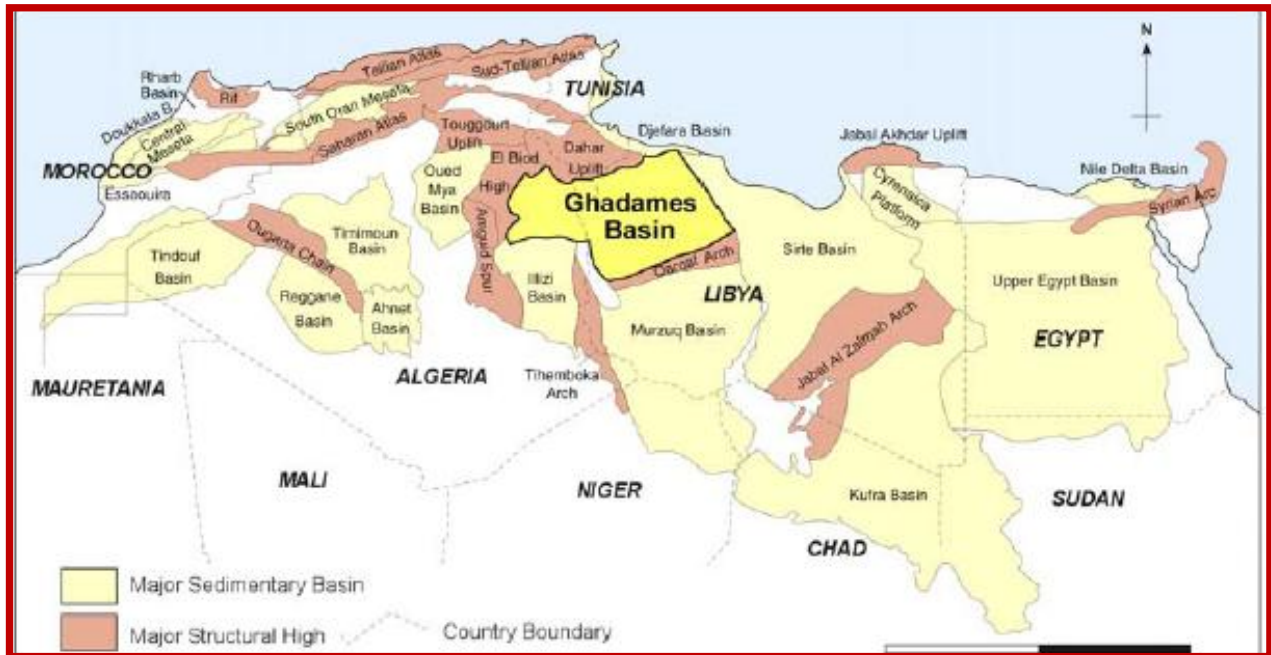 N
Tellian Atlas
Sud-Tellian Atlas
TUNISIA
Rharb
Basin
Rif
Doukkala B.
South Oran Meseta
Central
Meseta
Saharan Atlas
MOROCCO
Essaouira
Touggourt
Uplift
El Biod
High
Dahar
Uplift
Djefara Basin
Jabal Akhdar Uplift
Cyrenaica
platform
Nile Delta Basin
Syrian Arc
Oued
Mya
Basin
Ghadames
Basin
Amguid Spur
Ougarta Chain
Timimoun
Basin
Tindouf
Basin
Reggane
Basin
Ahnet
Basin
Illizi
Basin
Qarqaf Arch
LIBYA
Sirte Basin
Upper Egypt Basin
EGYPT
Murzuq Basin
Jabal Al Zalmah Arch
MAURETANIA
ALGERIA
Tihemboka
Arch
MALI
NIGER
Kufra Basin
SUDAN
CHAD
Major Sedimentary Basin
Major Structural High
Country Boundary